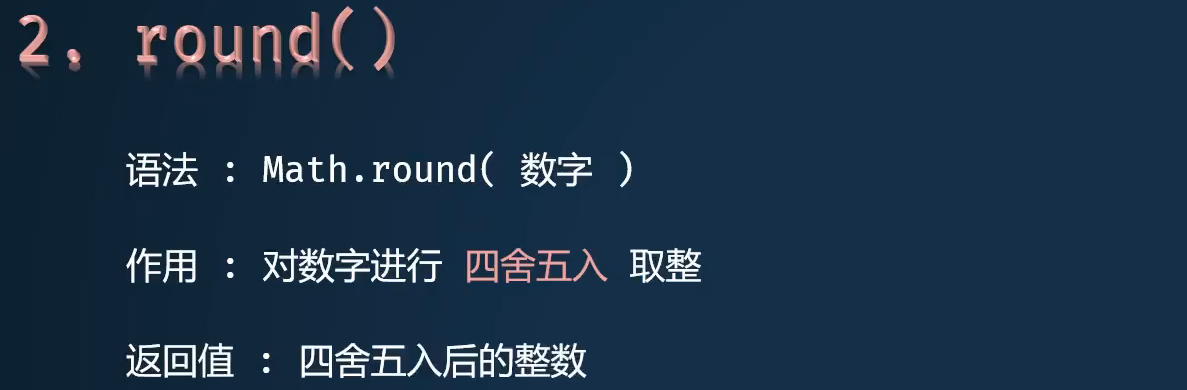 2. round()
语法 : Math.round( 数字 )
作用 : 对数字进行 四舍五入 取整
返回值 : 四舍五入后的整数